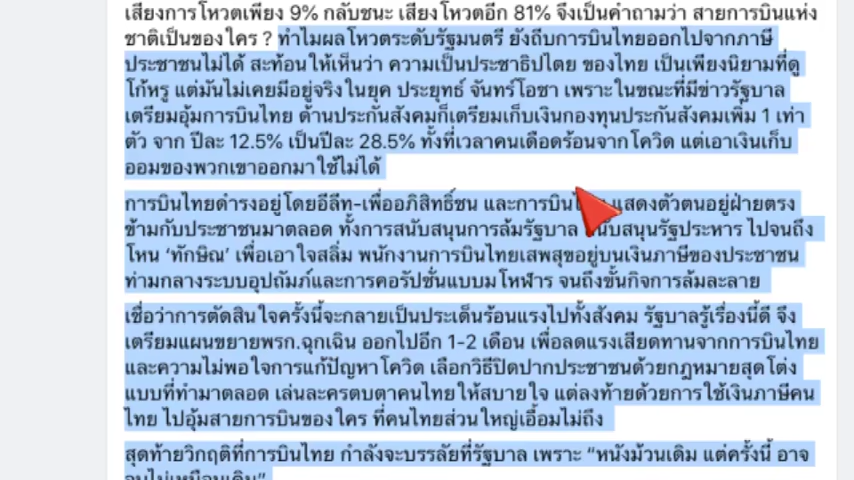 เสียงการโหวตเพียง 9% กลับชนะ เสียงโหวตอีก 81% จึงเป็นคำถามว่า สายการบินแห่ง
ชาติเป็นของใคร ? ทำไมผลโหวตระดับรัฐมนตรี ยังถีบการบินไทยออกไปจากภาษี
ประชาชนไม่ได้ สะท้อนให้เห็นว่า ความเป็นประชาธิปไตย ของไทย เป็นเพียงนิยามที่ดู
โก้หรู แต่มันไม่เคยมีอยู่จริงในยุค ประยุทธ์ จันทร์โอชา เพราะในขณะที่มีข่าวรัฐบาล
เตรียมอุ้มการบินไทย ด้านประกันสังคมก็เตรียมเก็บเงินกองทุนประกันสังคมเพิ่ม 1 เท่า
ตัว จาก ปีละ 12.5% เป็นปีละ 28.5% ทั้งที่เวลาคนเดือดร้อนจากโควิด แต่เอาเงินเก็บ
ออมของพวกเขาออกมาใช้ไม่ได้
การบินไทยดำรงอยู่โดยอีลีท-เพื่ออภิสิทธิ์ชน และการบิน แสดงตัวตนอยู่ฝ่ายตรง
ข้ามกับประชาชนมาตลอด ทั้งการสนับสนุนการล้มรัฐบาล สนับสนุนรัฐประหาร ไปจนถึง
โหน ‘ทักษิณ’ เพื่อเอาใจสลิ่ม พนักงานการบินไทยเสพสุขอยู่บนเงินภาษีของประชาชน
ท่ามกลางระบบอุปถัมภ์และการคอรัปชั่นแบบมโหฬาร จนถึงขั้นกิจการล้มละลาย
เชื่อว่าการตัดสินใจครั้งนี้จะกลายเป็นประเด็นร้อนแรงไปทั้งสังคม รัฐบาลรู้เรื่องนี้ดี จึง
เตรียมแผนขยายพรก.ฉุกเฉิน ออกไปอีก 1-2 เดือน เพื่อลดแรงเสียดทานจากการบินไทย
และความไม่พอใจการแก้ปัญหาโควิด เลือกวิธีปิดปากประชาชนด้วยกฎหมายสุดโต่ง
แบบที่ทำมาตลอด เล่นละครตบตาคนไทยให้สบายใจ แต่ลงท้ายด้วยการใช้เงินภาษีคน
ไทย ไปอุ้มสายการบินของใคร ที่คนไทยส่วนใหญ่เอื้อมไม่ถึง
สุดท้ายวิกฤติที่การบินไทย กำลังจะบรรลัยที่รัฐบาล เพราะ “หนังม้วนเดิม แต่ครั้งนี้ อาจ